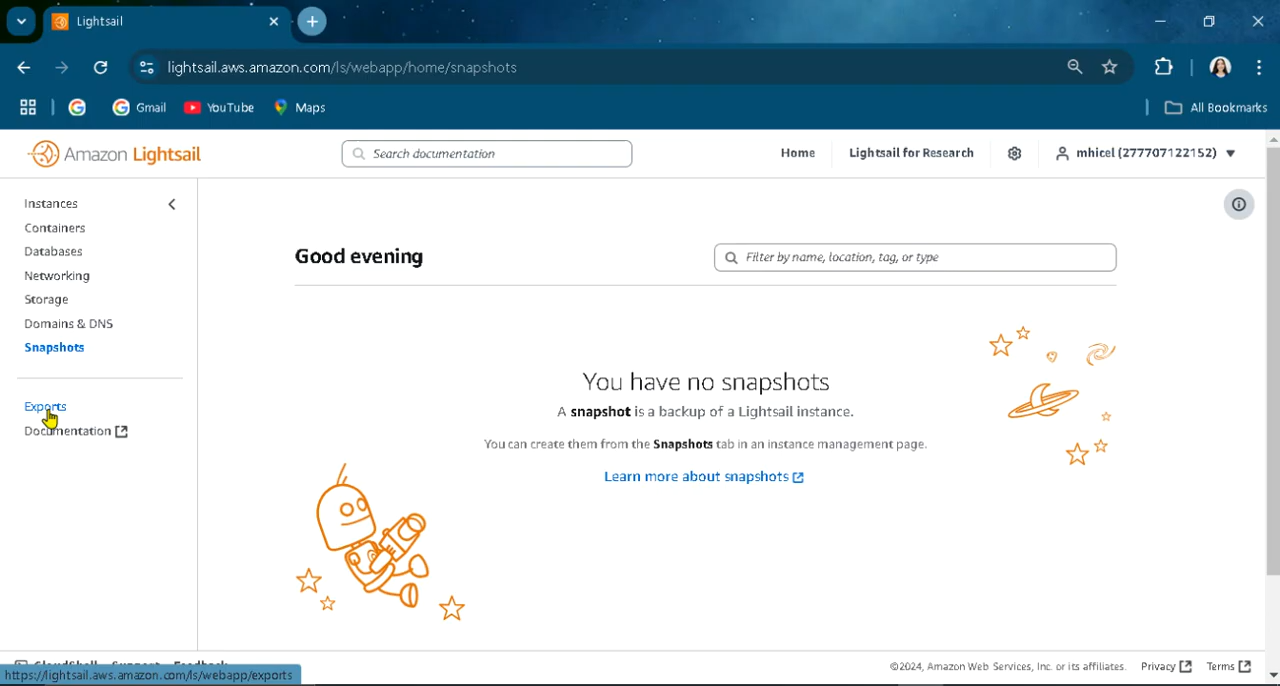 Lightsail
lightsail.aws.amazon.com/ls/webapp/home/snapshots
Gmail
YouTube
Maps
All Bookmarks
Amazon Lightsail
Search documentation
Home
Lightsail for Research
mhicel (277707122152)
Instances
Containers
Databases
Networking
Storage
Domains & DNS
Snapshots
Exports
Documentation
Good evening
Filter by name, location, tag, or type
You have no snapshots
A snapshot is a backup of a Lightsail instance.
You can create them from the Snapshots tab in an instance management page.
Learn more about snapshots
CloudShell Support Feedback
https://lightsail.aws.amazon.com/ls/webapp/exports
©2024, Amazon Web Services, Inc. or its affiliates.
Privacy
Terms